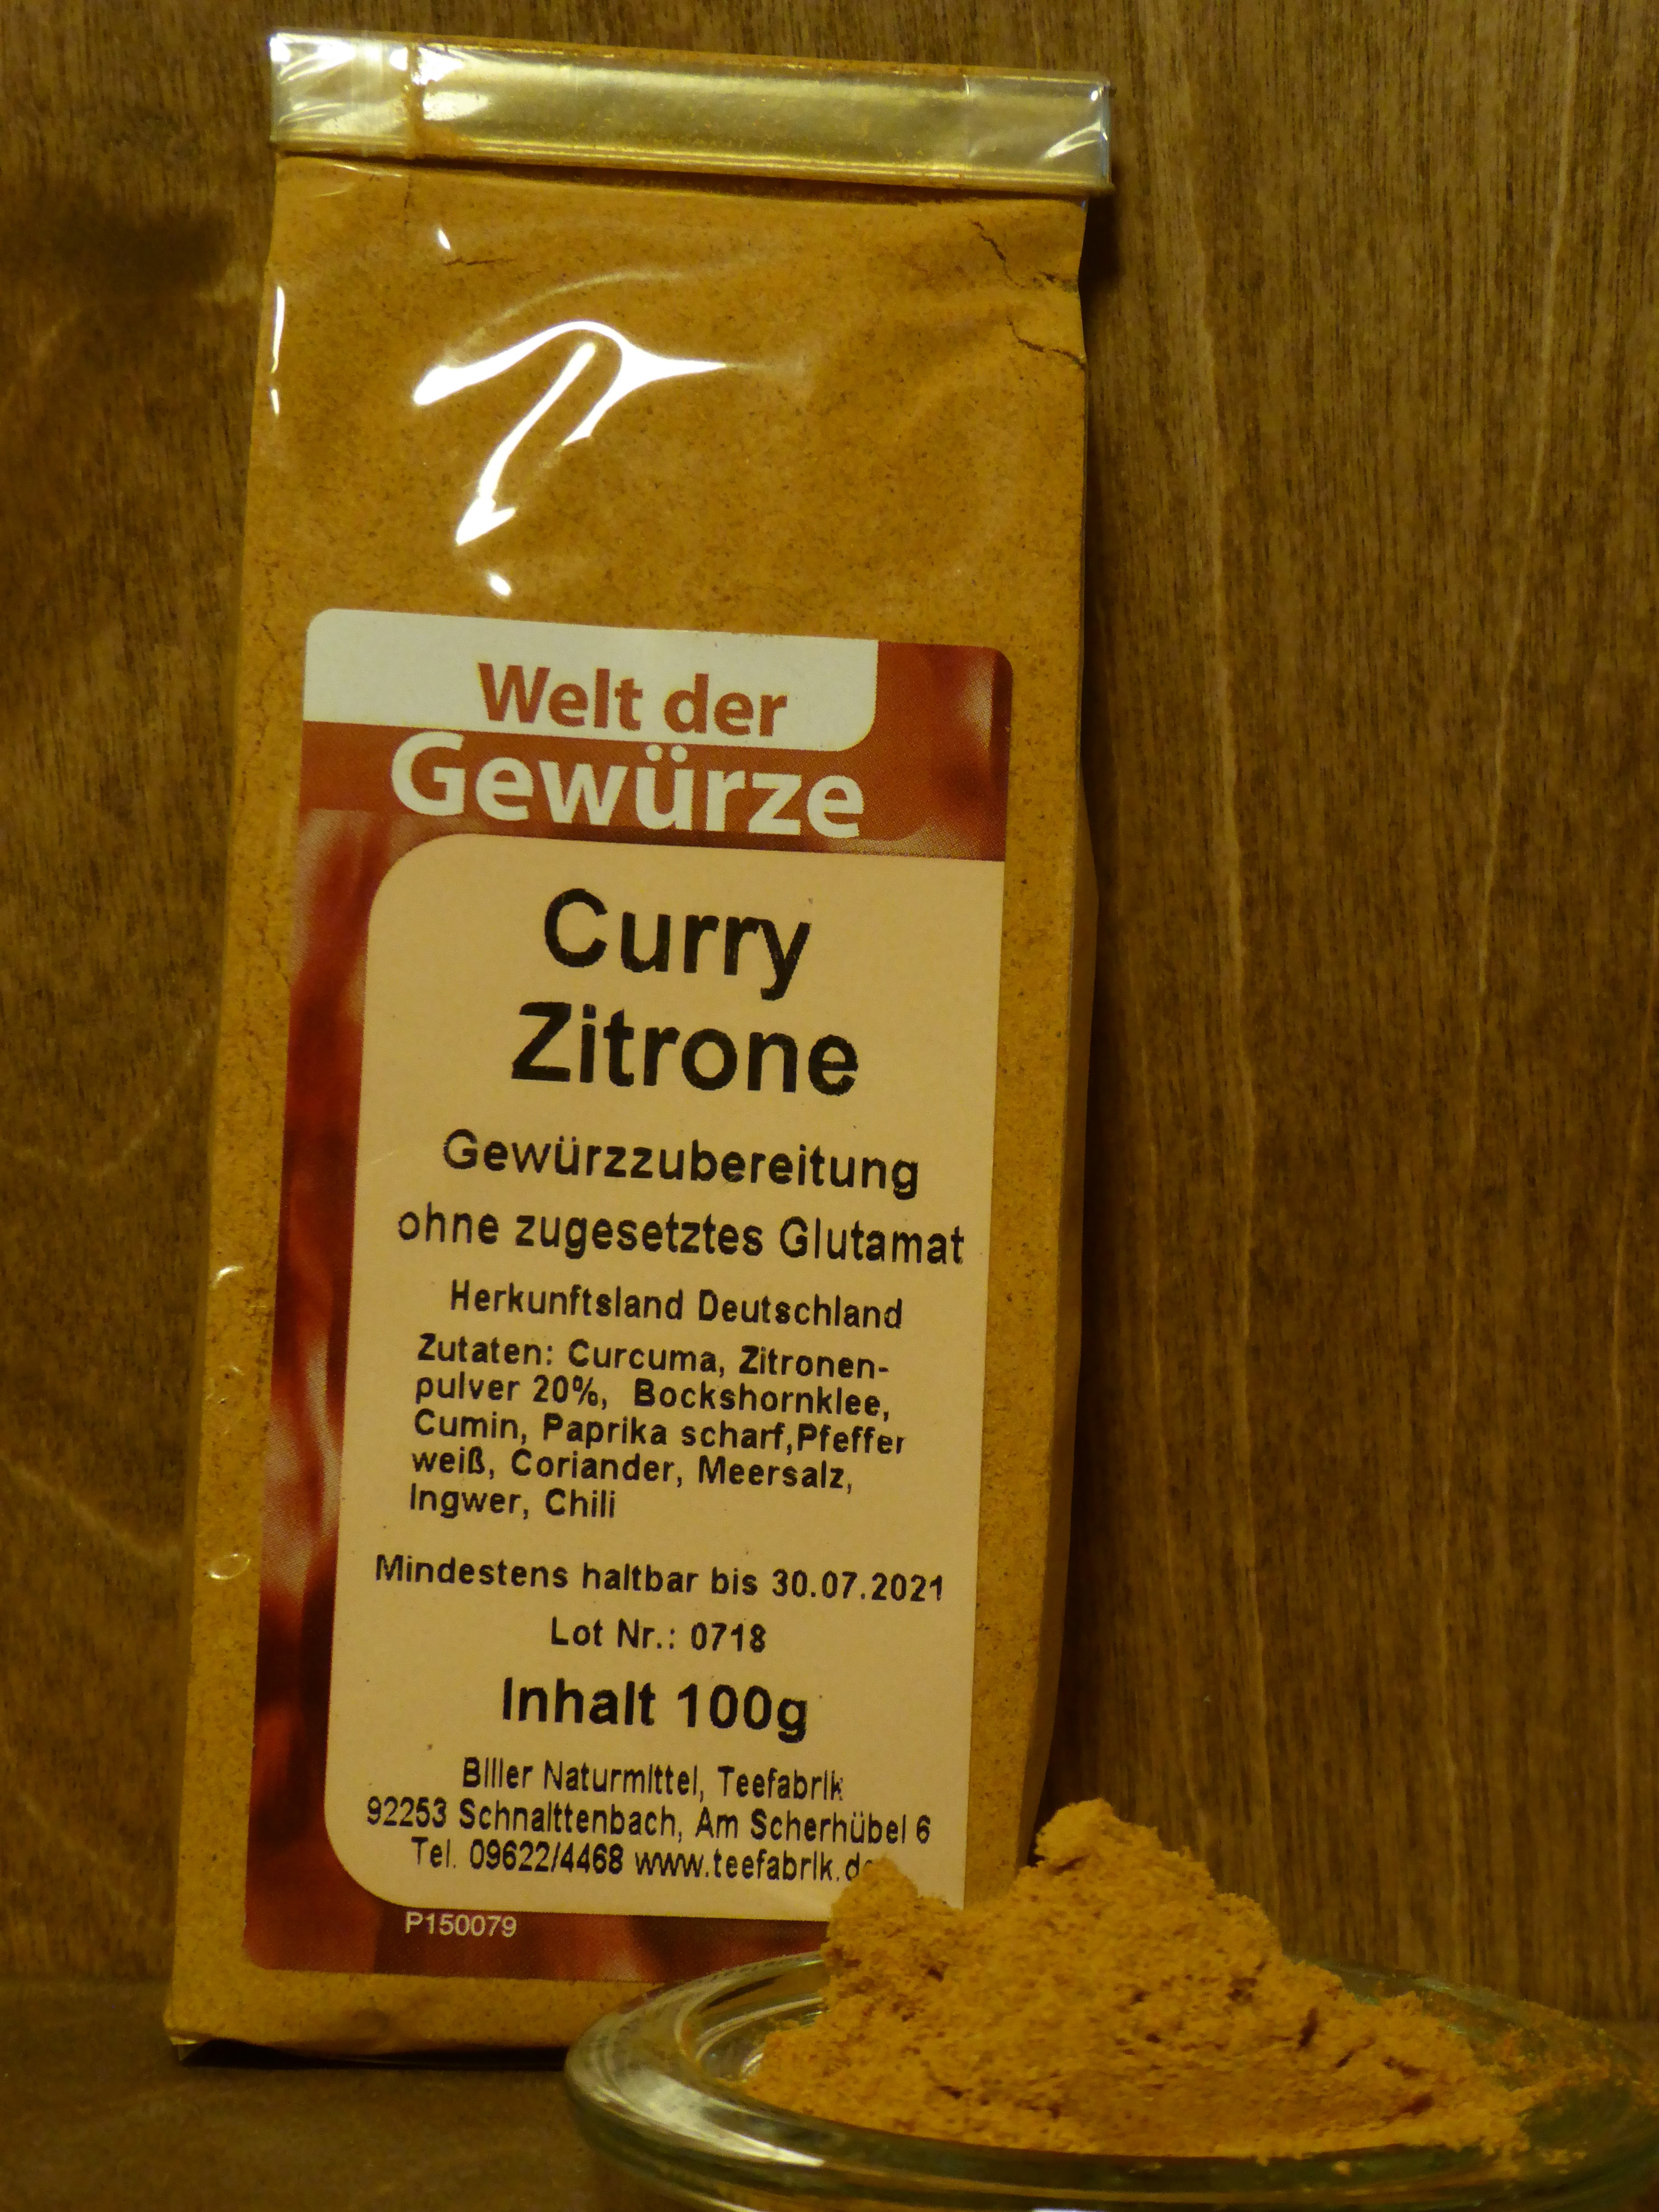 Welt der
Gewürze
Curry
Zitrone
Gewürzzubereitung
ohne zugesetztes Glutamat
Herkunftsland Deutschland
Zutaten: Curcuma, Zitronen-
pulver 20%, Bockshornklee,
Cumin, Paprika scharf,Pfeffer
weiß, Coriander, Meersalz,
Ingwer, Chili
Mindestens haltbar bis 30.07.2021
Lot Nr.: 0718
Inhalt 100g
Biller Naturmittel, Teefabrik
92253 Schnaittenbach, Am Scherhübel 6
Tel. 09622/4468 www.teefabrik.de
P150079